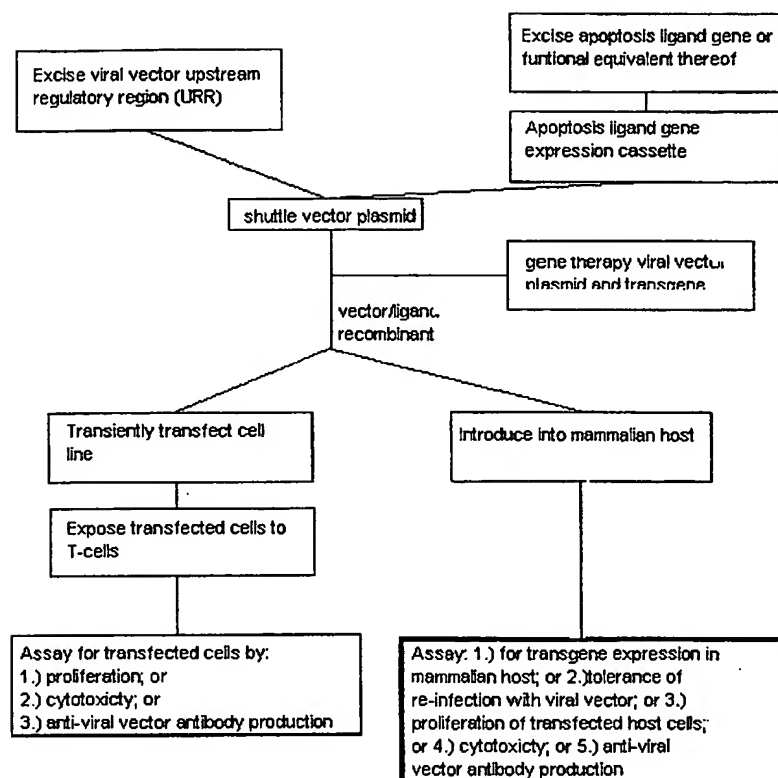 Excise viral vector upstream
regulatory region (URR)
Excise apoptosis ligand gene or
funtional equivalent thereof
Apoptosis ligand gene
expression cassette
shuttle vector plasmid
gene therapy viral vector
plasmid and transgene
vector/ligand
recombinant
Transiently transfect cell
line
Introduce into mammalian host
Expose transfected cells to
T-cells
Assay for transfected cells by:
1.) proliferation; or
2.) cytotoxicty; or
3.) anti-viral vector antibody production
Assay: 1.) for transgene expression in
mammalian host; or 2.)tolerance of
re-infection with viral vector; or 3.)
proliferation of transfected host cells;
or 4.) cytotoxicty; or 5.) anti-viral
vector antibody production